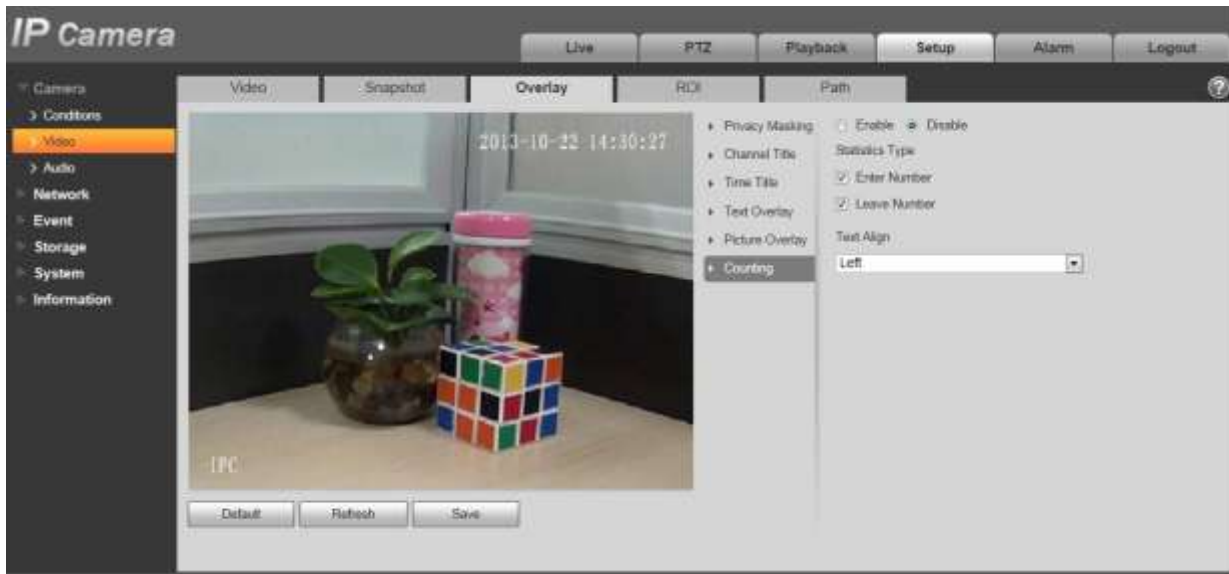 IP Camera
Live
PTZ
Playback
Setup
Alarm
Logout
Camera
Conditions
Video
Audio
Network
Event
Storage
System
Information
Video
Snapshot
Overlay
ROI
Path
?
2013-10-22 14:30:27
IPC
Privacy Masking
Channel Title
Time Title
Text Overlay
Picture Overlay
Counting
Enable
Disable
Statistics Type
Enter Number
Leave Number
Text Align
Left
Default
Refresh
Save